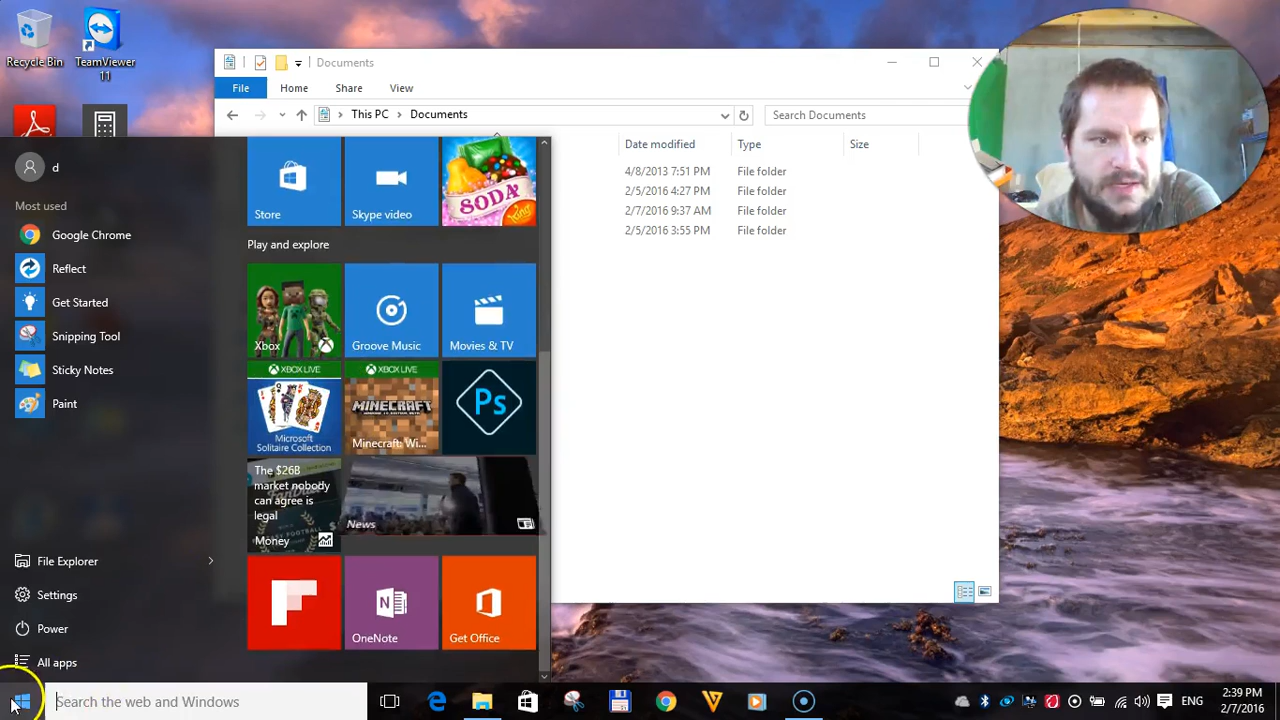 Recycle Bin
TeamViewer
11
Documents
File
Home
Share
View
This PC
Documents
Search Documents
Date modified
Type
Size
4/8/2013 7:51 PM
File folder
2/5/2016 4:27 PM
File folder
2/7/2016 9:37 AM
File folder
2/5/2016 3:55 PM
File folder
d
Most used
Google Chrome
Reflect
Get Started
Snipping Tool
Sticky Notes
Paint
File Explorer
Settings
Power
All apps
Store
Skype video
SODA
King
Play and explore
Xbox
Groove Music
Movies & TV
XBOX LIVE
Microsoft
Solitaire Collection
XBOX LIVE
MINECRAFT
Minecraft: Wi...
Ps
The $26B
market nobody
can agree is
legal
Money
News
OneNote
Get Office
Search the web and Windows
ENG
2:39 PM
2/7/2016